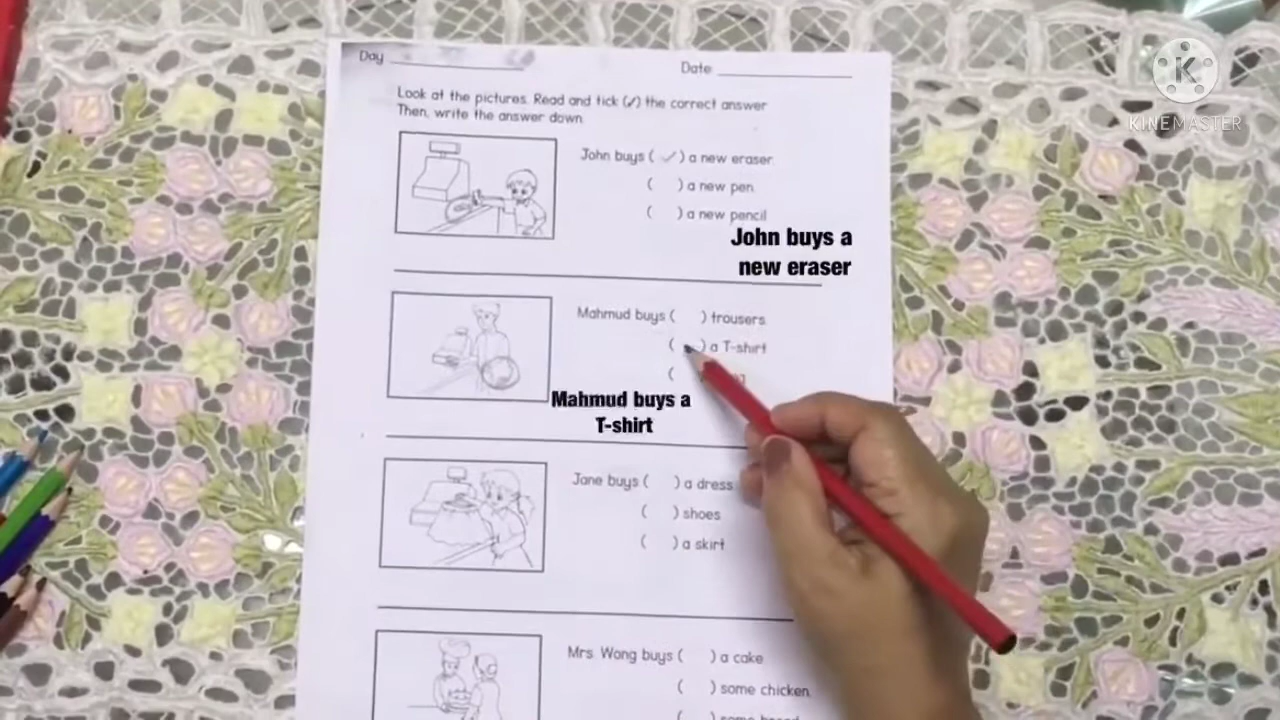 Day
Date
Look at the pictures. Read and tick (✓) the correct answer
Then, write the answer down.
John buys ( ✓ ) a new eraser.
( ) a new pen
( ) a new pencil
John buys a
new eraser
Mahmud buys ( ) trousers.
( ) a T-shirt
(
Mahmud buys a
T-shirt
Jane buys ( ) a dress
( ) shoes
( ) a skirt
Mrs. Wong buys ( ) a cake
( ) some chicken.
( ) some bread
K
KINEMASTER